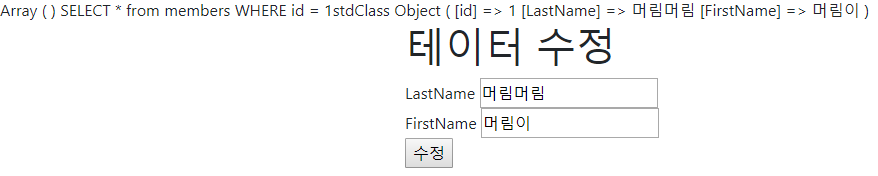 Array ( ) SELECT * from members WHERE id = 1stdClass Object ( [id] => 1 [LastName] => 머림머림 [FirstName] => 머림이 )
테이터 수정
LastName 머림머림
FirstName 머림이
수정